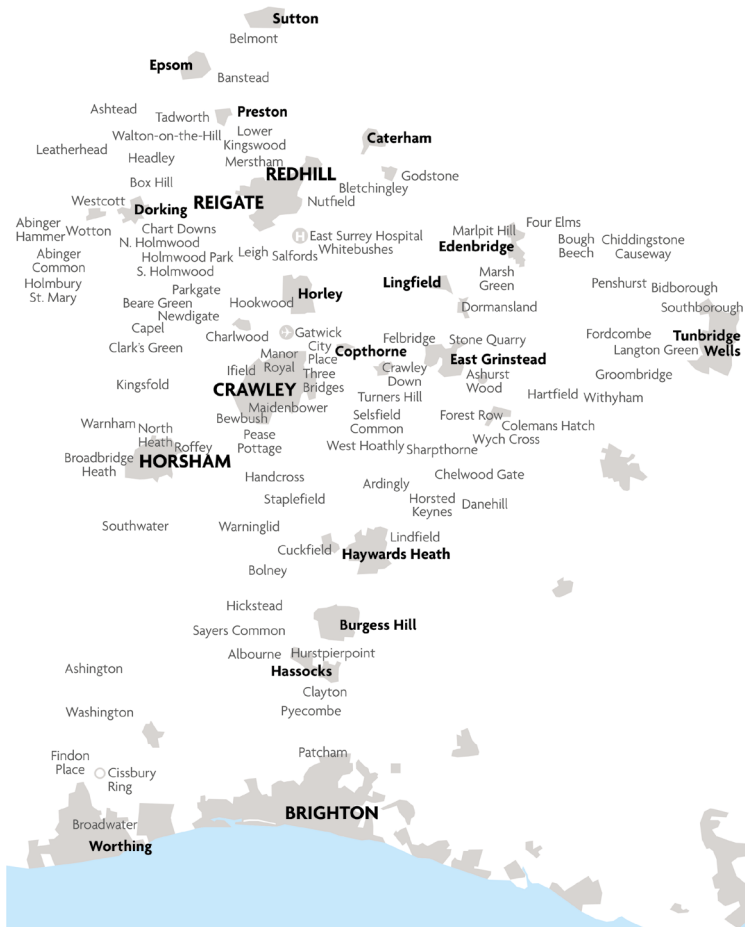 Sutton
Belmont
Epsom
Banstead
Ashtead
Tadworth
Preston
Walton-on-the-Hill
Lower
Kingswood
Caterham
Leatherhead
Headley
Merstham
REDHILL
Godstone
Box Hill
Bletchingley
Westcott
Dorking
REIGATE
Nutfield
Abinger
Hammer
Wotton
Chart Downs
N. Holmwood
H
East Surrey Hospital
Whitebushes
Marlpit Hill
Four Elms
Edenbridge
Bough
Beech
Chiddingstone
Causeway
Abinger
Common
Holmwood Park
Leigh
Salfords
S. Holmwood
Holmbury
St. Mary
Parkgate
Horley
Lingfield
Marsh
Green
Penshurst
Bidborough
Beare Green
Hookwood
Dormansland
Southborough
Newdigate
Capel
Charlwood
Gatwick
Felbridge
Stone Quarry
Fordcombe
Tunbridge
Wells
Clark's Green
City
Place
Copthorne
East Grinstead
Langton Green
Manor
Royal
Ifield
Three
Bridges
Crawley
Down
Ashurst
Wood
Groombridge
Kingsfold
CRAWLEY
Turners Hill
Hartfield
Withyham
Maidenbower
Bewbush
Selsfield
Common
Forest Row
Colemans Hatch
Warnham
North
Heath
Roffey
Pease
Pottage
West Hoathly
Sharpthorne
Wych Cross
Broadbridge
Heath
HORSHAM
Handcross
Ardingly
Chelwood Gate
Staplefield
Horsted
Keynes
Danehill
Southwater
Warninglid
Lindfield
Cuckfield
Haywards Heath
Bolney
Hickstead
Burgess Hill
Sayers Common
Albourne
Hurstpierpoint
Ashington
Hassocks
Clayton
Washington
Pyecombe
Patcham
Findon
Place
Cissbury
Ring
BRIGHTON
Broadwater
Worthing